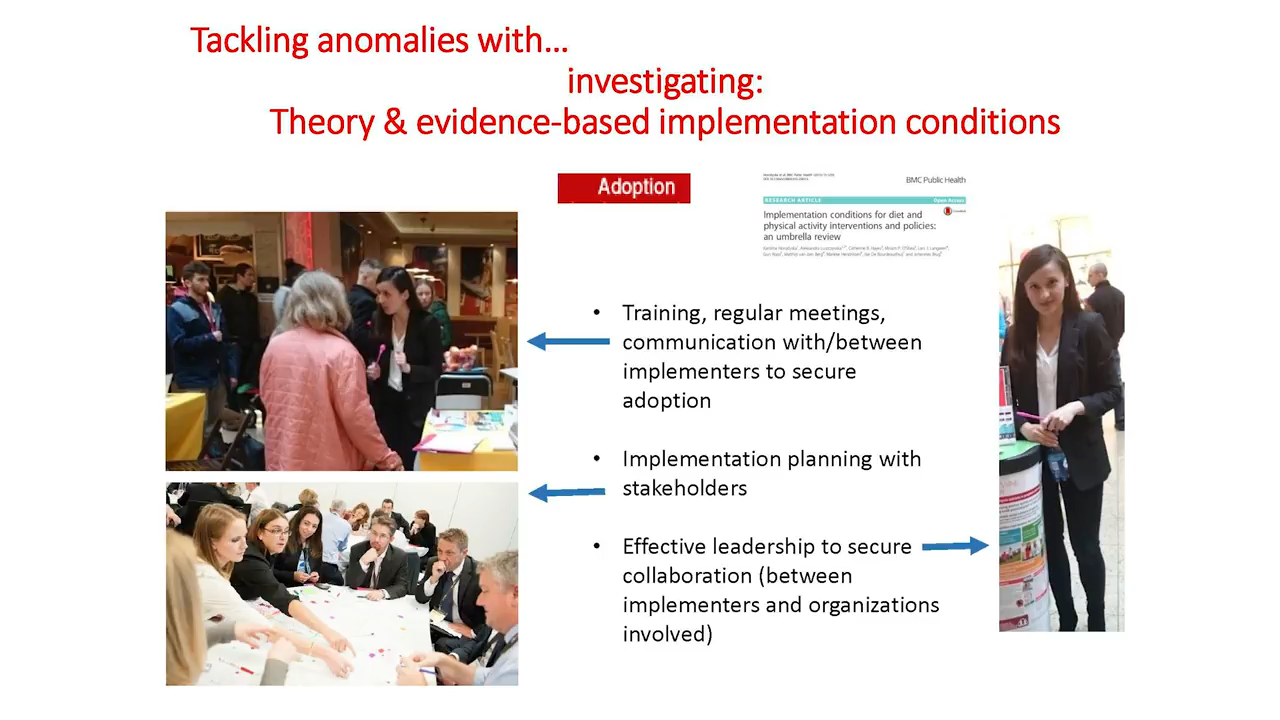 Tackling anomalies with...
investigating:
Theory & evidence-based implementation conditions
Adoption
BMC Public Health
RESEARCH ARTICLE
Open Access
Implementation conditions for diet and
physical activity interventions and policies:
an umbrella review
• Training, regular meetings,
communication with/between
implementers to secure
adoption
• Implementation planning with
stakeholders
• Effective leadership to secure
collaboration (between
implementers and organizations
involved)